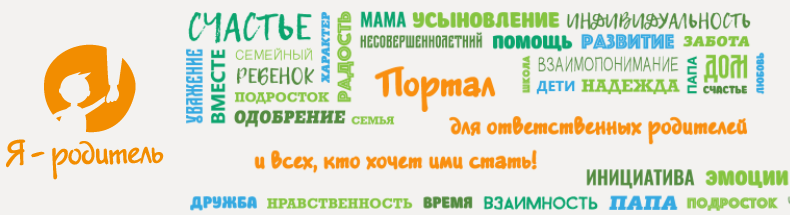 Я - родитель
УВАЖЕНИЕ
СЧАСТЬЕ
ВМЕСТЕ
СЕМЕЙНЫЙ
РЕБЕНОК
ПОДРОСТОК
ОДОБРЕНИЕ СЕМЬЯ
ХАРАКТЕР
РАДОСТЬ
МАМА УСЫНОВЛЕНИЕ ИНДИВИДУАЛЬНОСТЬ
НЕСОВЕРШЕННОЛЕТНИЙ ПОМОЩЬ РАЗВИТИЕ ЗАБОТА
ШКОЛА
ВЗАИМОПОНИМАНИЕ
ДЕТИ НАДЕЖДА
ПАПА
ДОМ
СЧАСТЬЕ
ЛЮБОВЬ
Портал
для ответственных родителей
и всех, кто хочет ими стать!
ИНИЦИАТИВА ЭМОЦИИ
ДРУЖБА НРАВСТВЕННОСТЬ ВРЕМЯ ВЗАИМНОСТЬ ПАПА ПОДРОСТОК